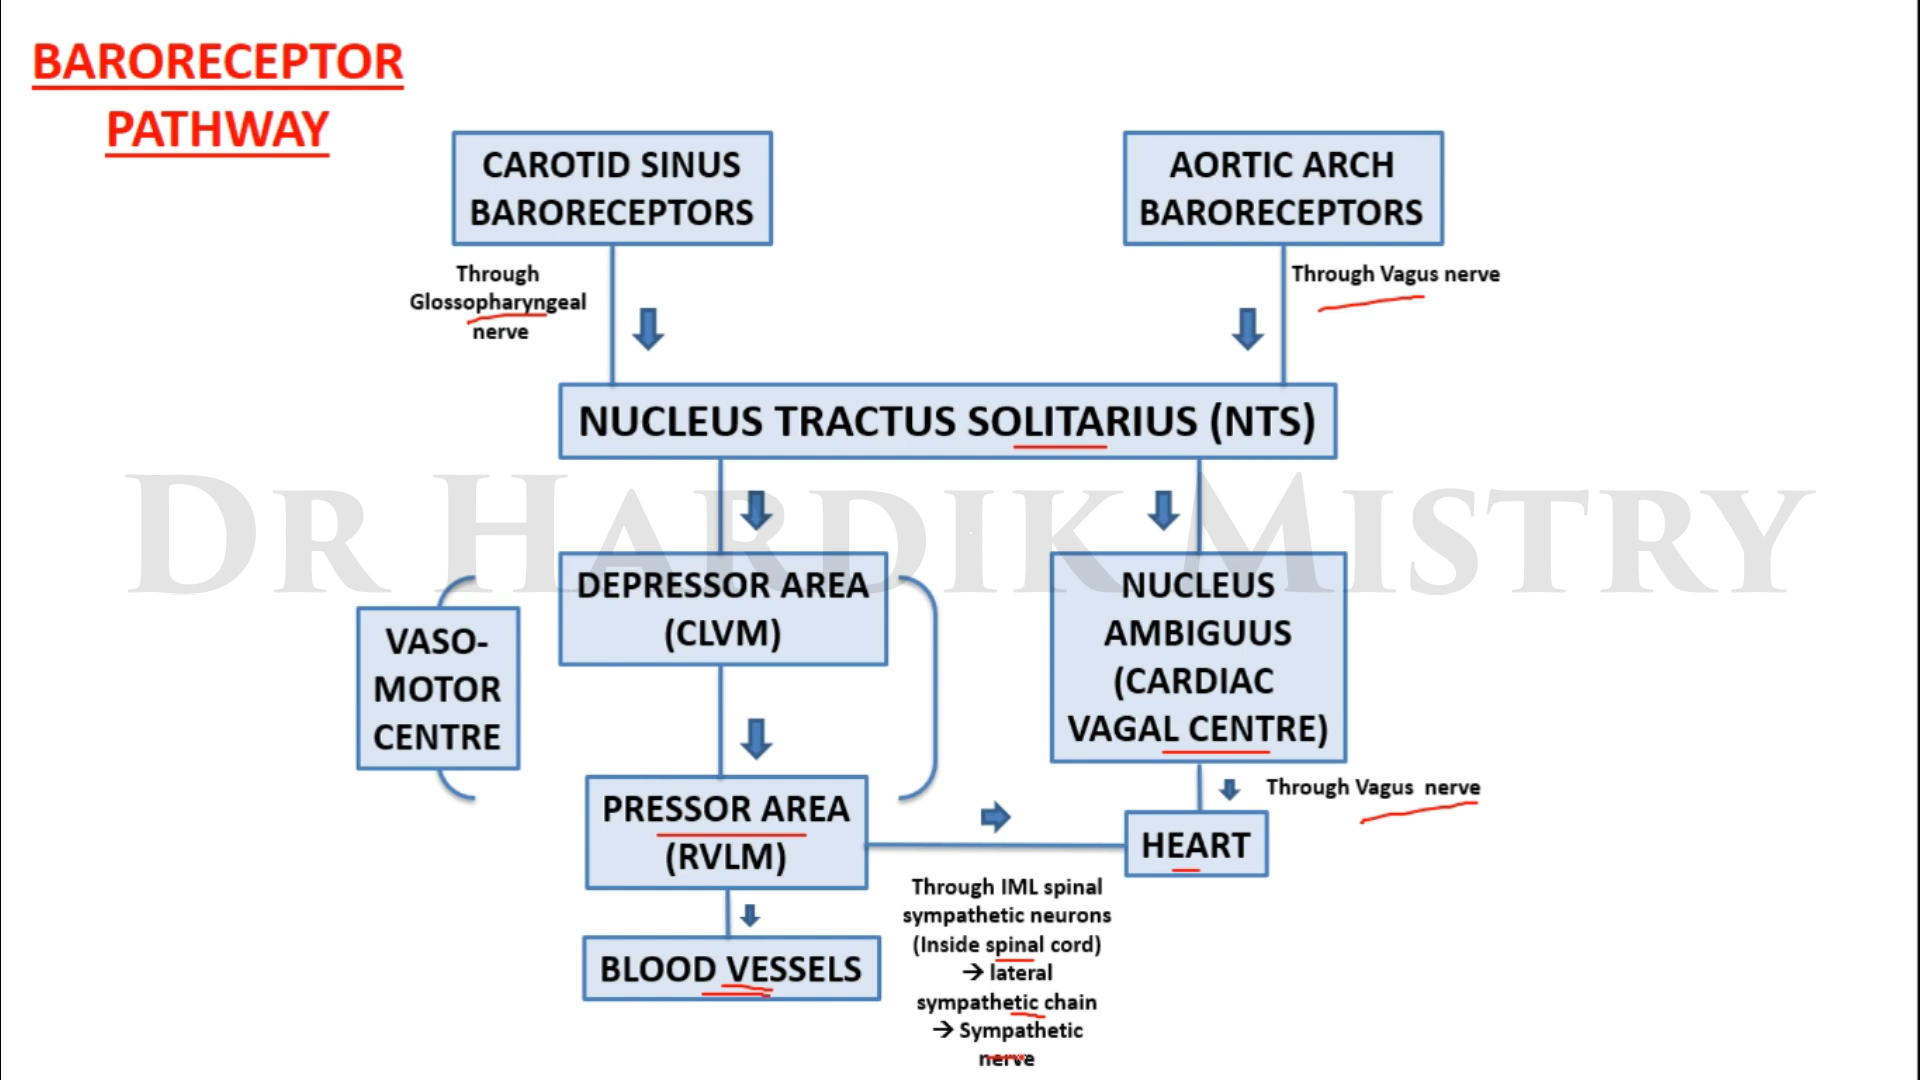 BARORECEPTOR
PATHWAY
CAROTID SINUS
BARORECEPTORS
AORTIC ARCH
BARORECEPTORS
Through
Glossopharyngeal
nerve
Through Vagus nerve
NUCLEUS TRACTUS SOLITARIUS (NTS)
DR HARDIK MISTRY
DEPRESSOR AREA
(CLVM)
NUCLEUS
AMBIGUUS
(CARDIAC
VAGAL CENTRE)
VASO-
MOTOR
CENTRE
Through Vagus nerve
PRESSOR AREA
(RVLM)
HEART
Through IML spinal
sympathetic neurons
(Inside spinal cord)
→ lateral
sympathetic chain
→ Sympathetic
nerve
BLOOD VESSELS